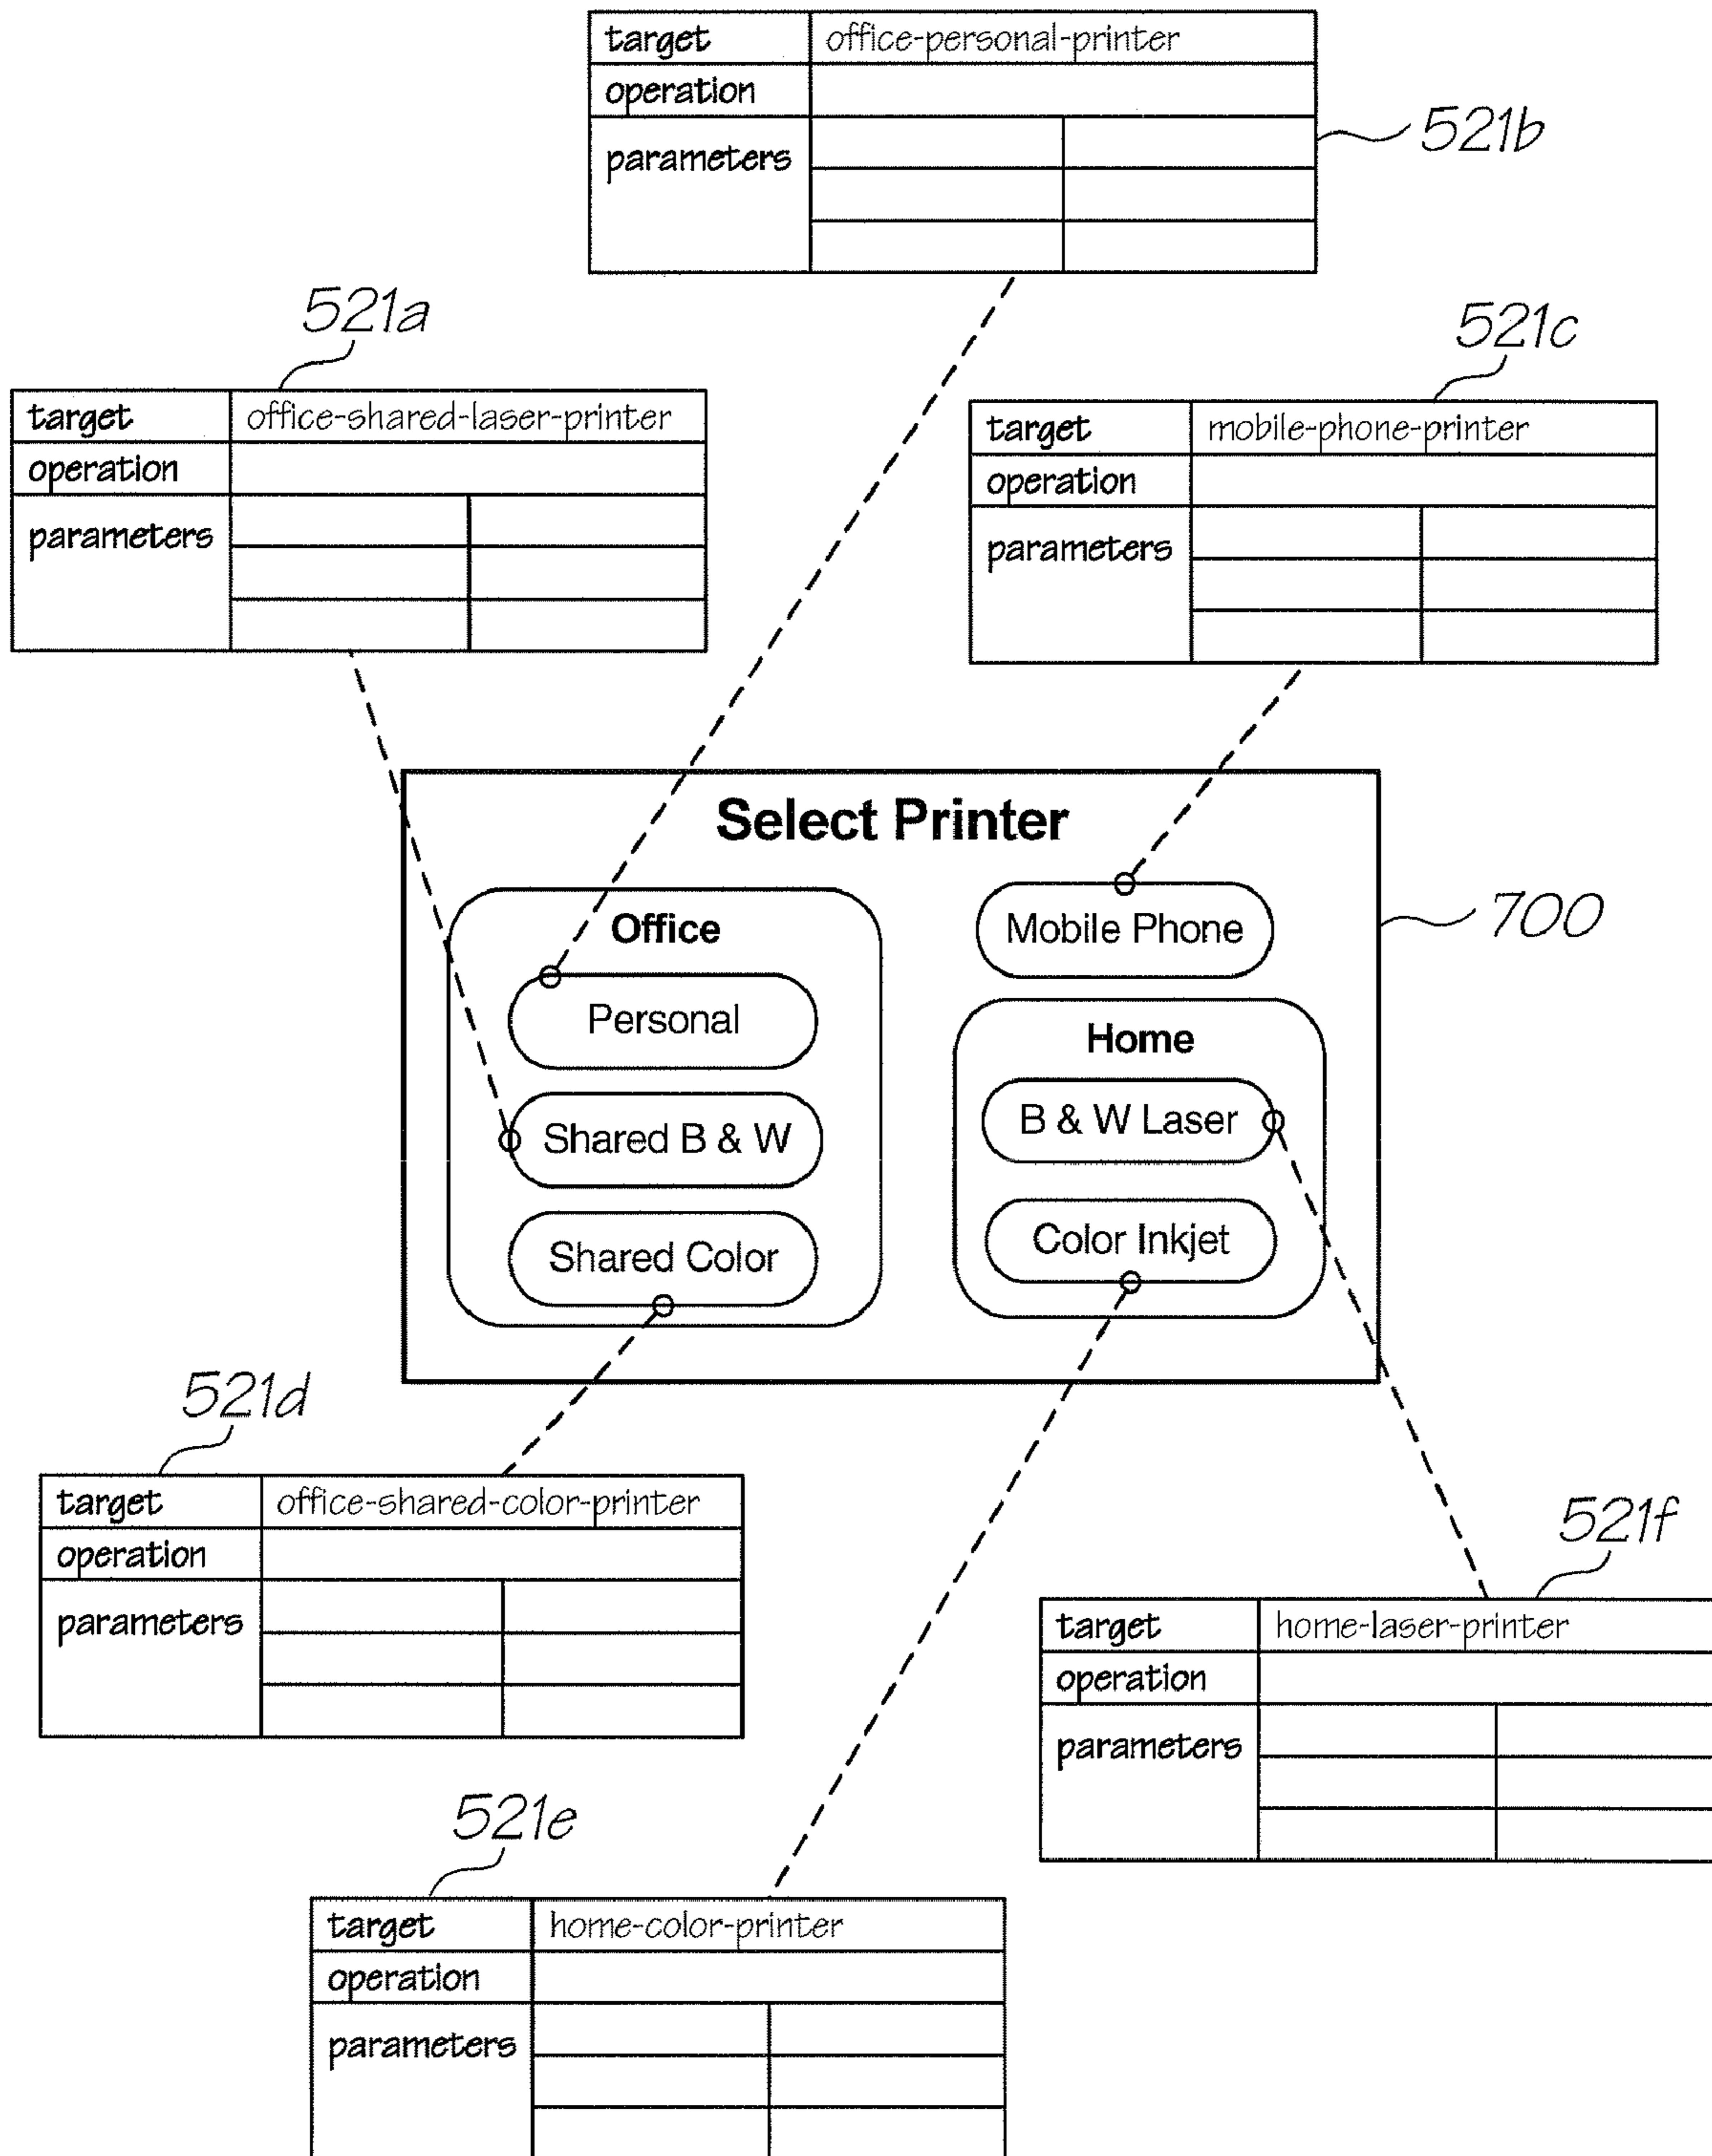 target office-personal-printer
operation
parameters
521b
521a
target office-shared-laser-printer
operation
parameters
521c
target mobile-phone-printer
operation
parameters
Select Printer
700
Office
Personal
Shared B & W
Shared Color
Mobile Phone
Home
B & W Laser
Color Inkjet
521d
target office-shared-color-printer
operation
parameters
521f
target home-laser-printer
operation
parameters
521e
target home-color-printer
operation
parameters